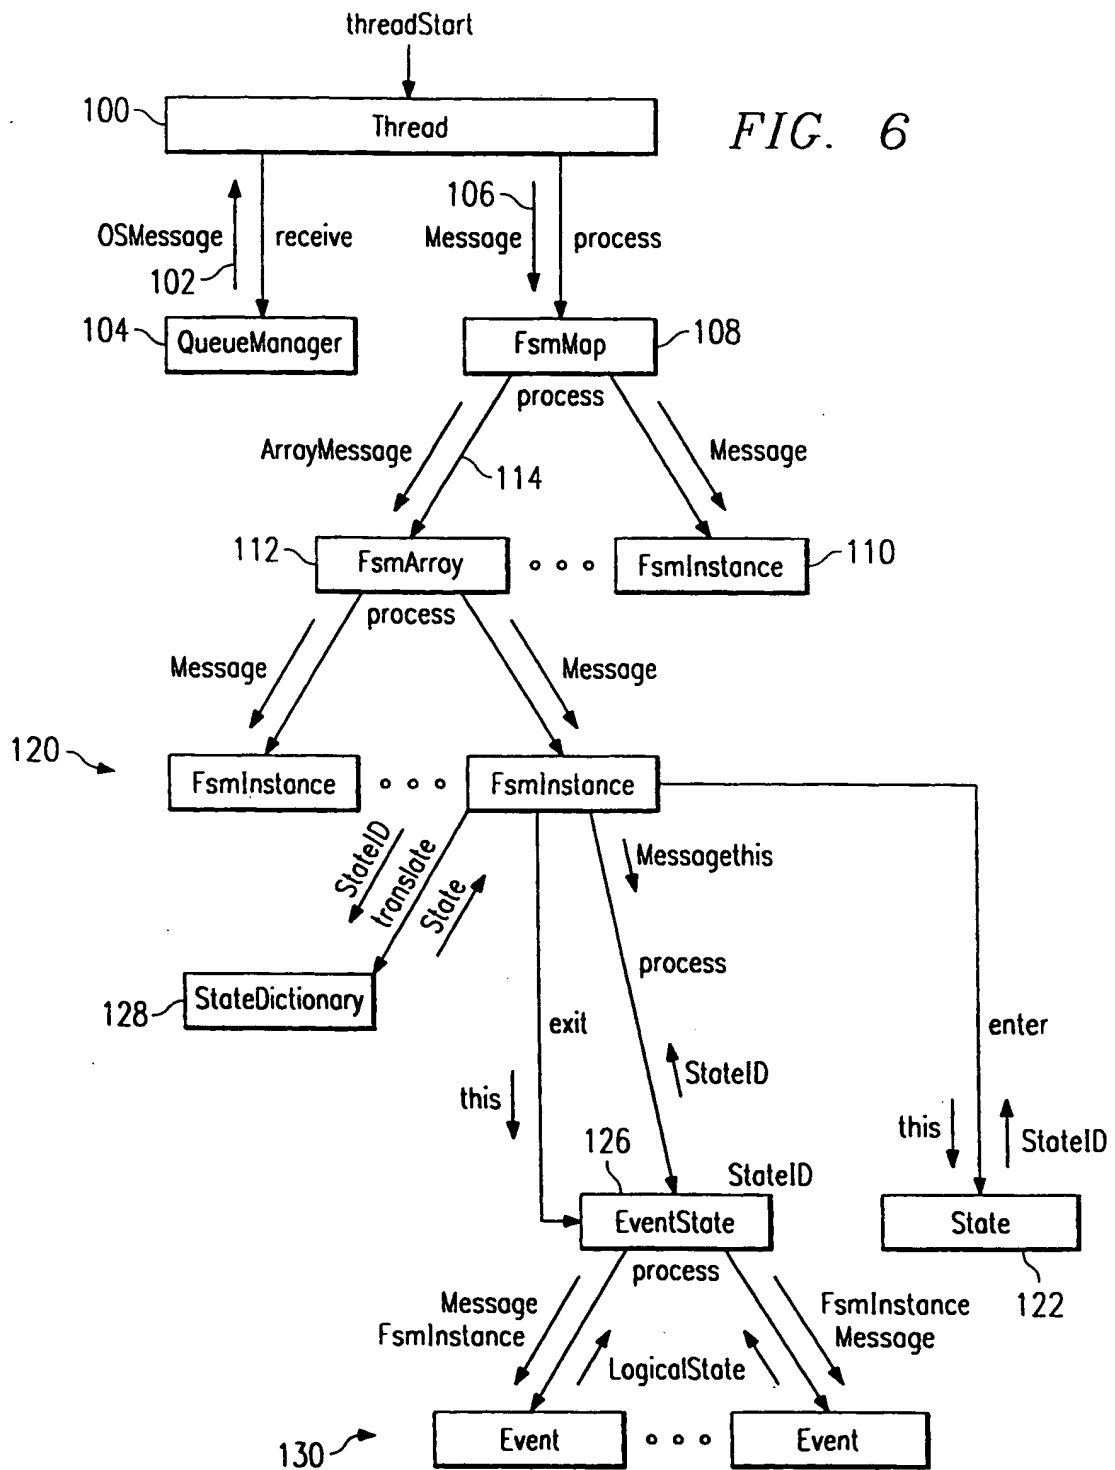 threadStart
100
Thread
FIG. 6
106
OSMessage
receive
Message
process
102
104
QueueManager
FsmMap
108
process
ArrayMessage
Message
114
112
FsmArray
FsmInstance
110
process
Message
Message
120
FsmInstance
FsmInstance
StateID
translate
State
Messagethis
process
128
StateDictionary
exit
enter
StateID
this
this
StateID
126
StateID
EventState
State
process
122
Message
FsmInstance
FsmInstance
Message
LogicalState
130
Event
Event